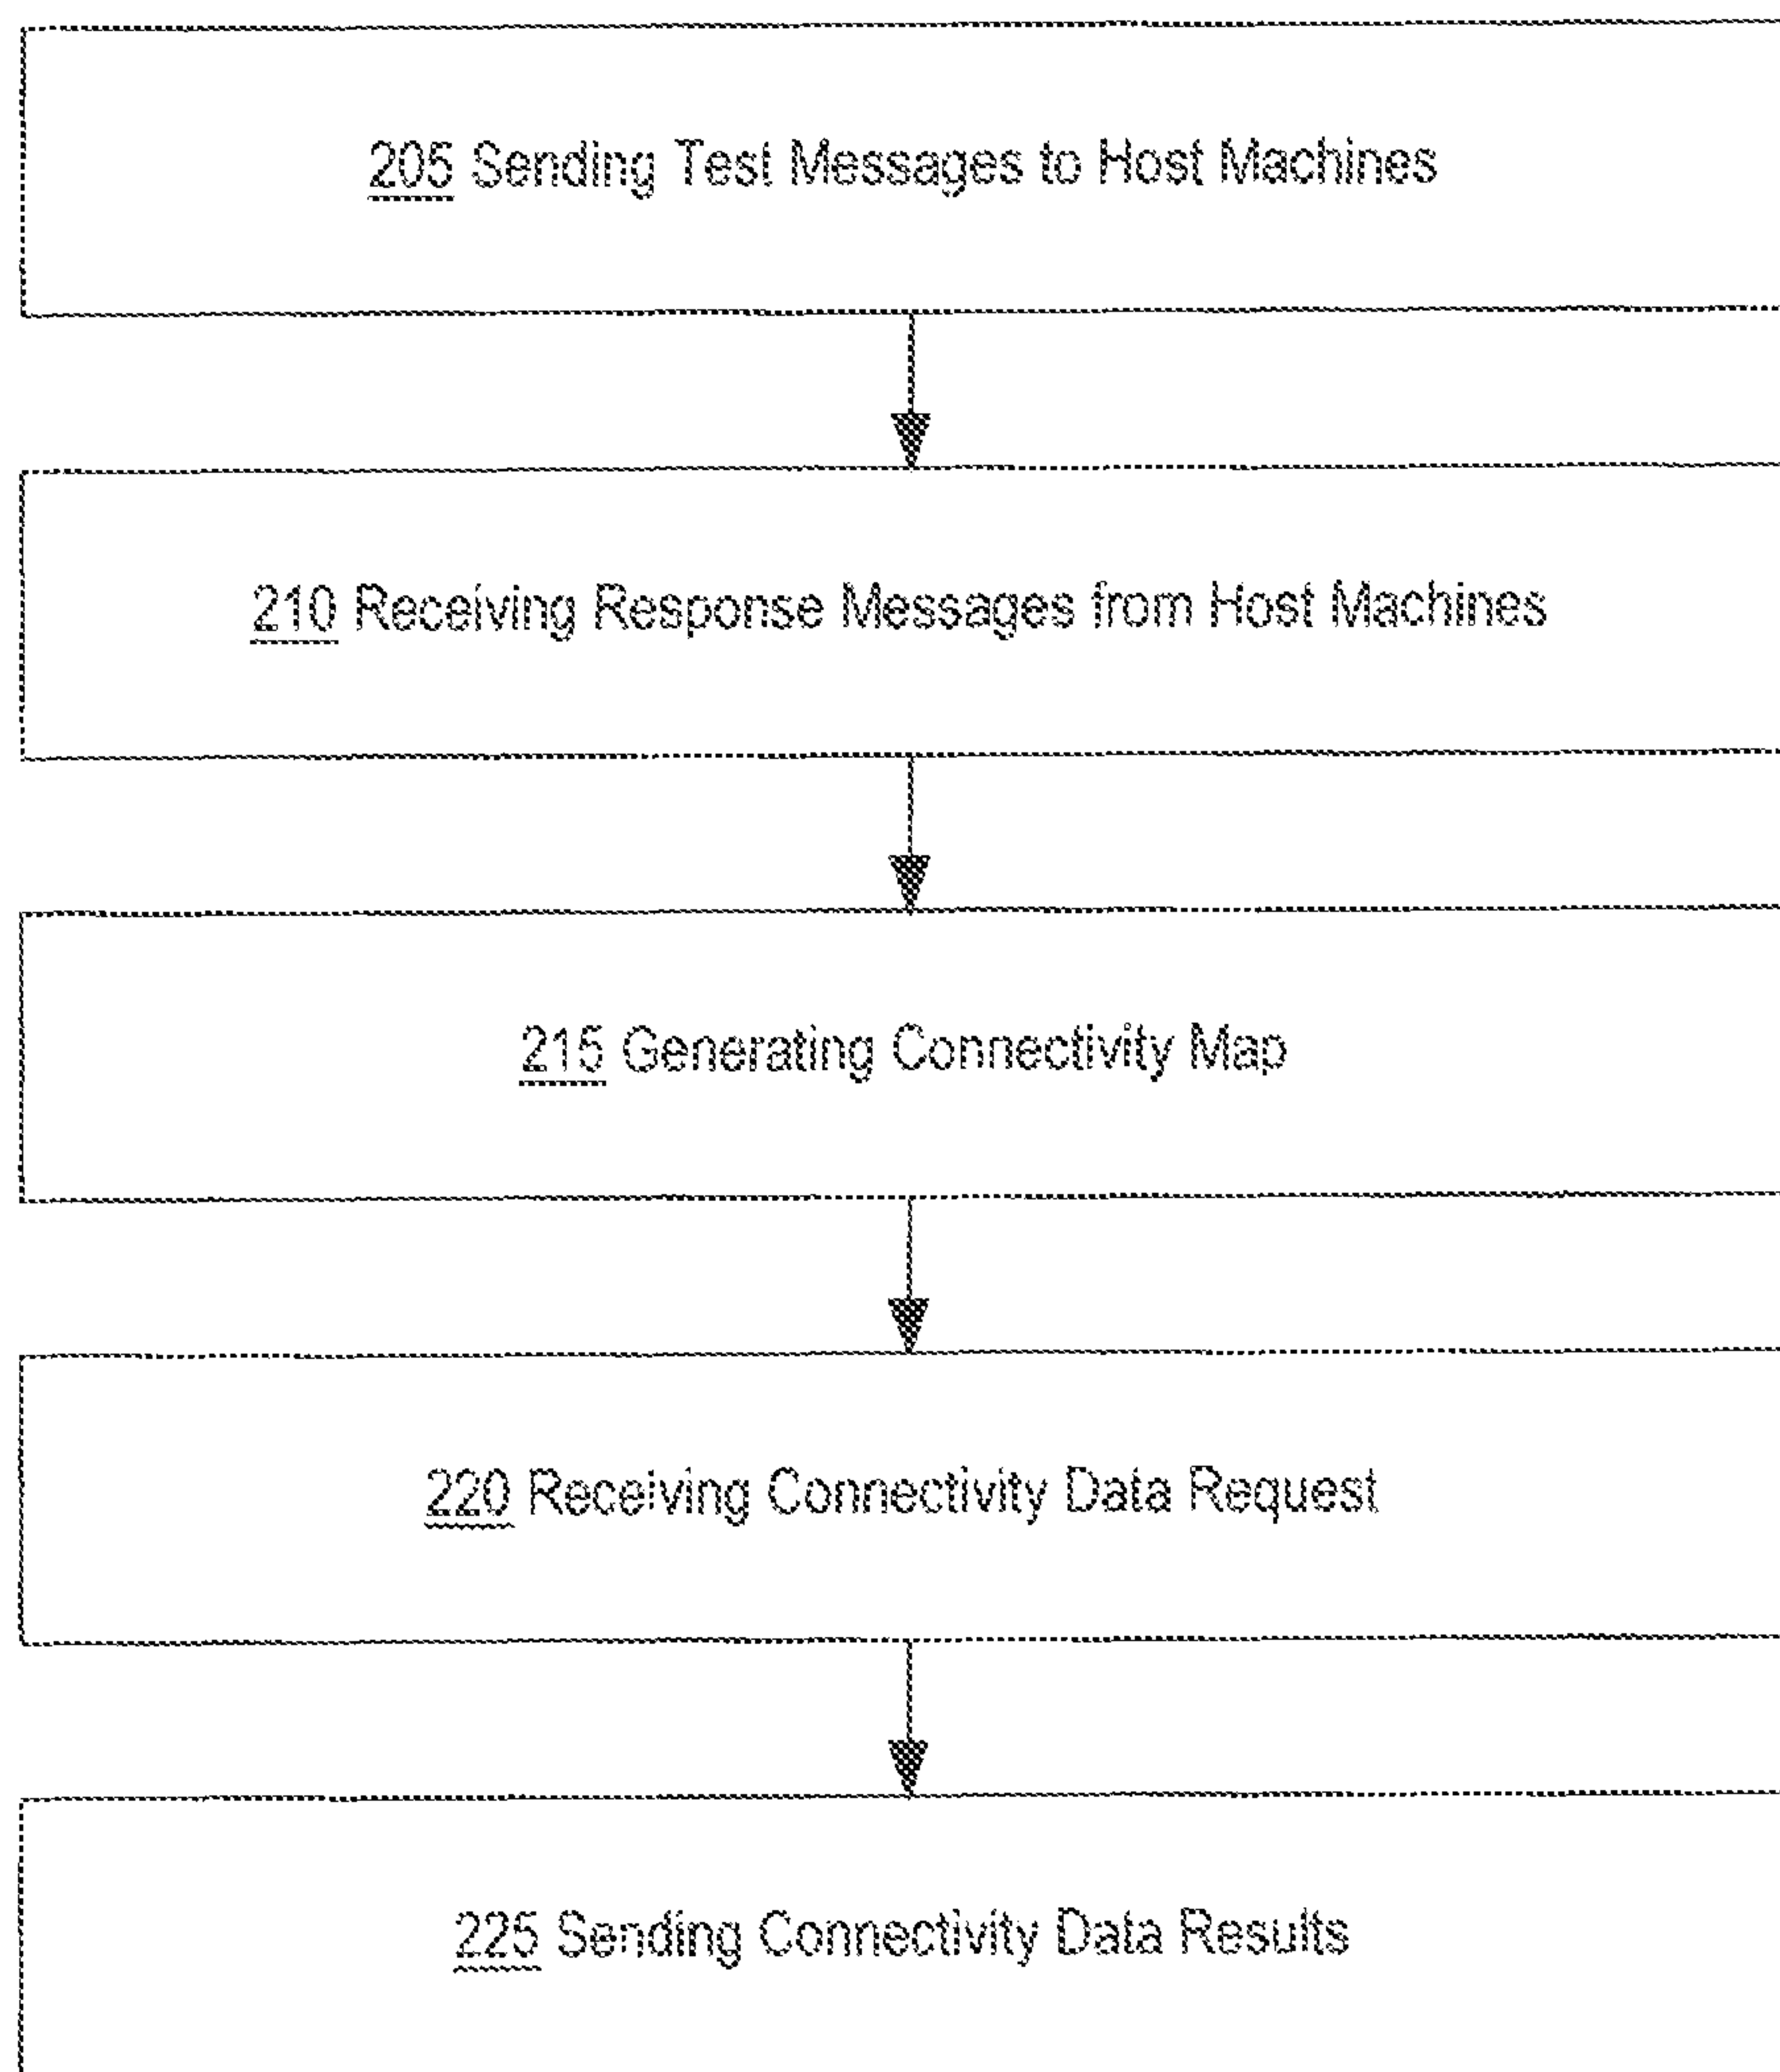 205 Sending Test Messages to Host Machines
210 Receiving Response Messages from Host Machines
215 Generating Connectivity Map
220 Receiving Connectivity Data Request
225 Sending Connectivity Data Results